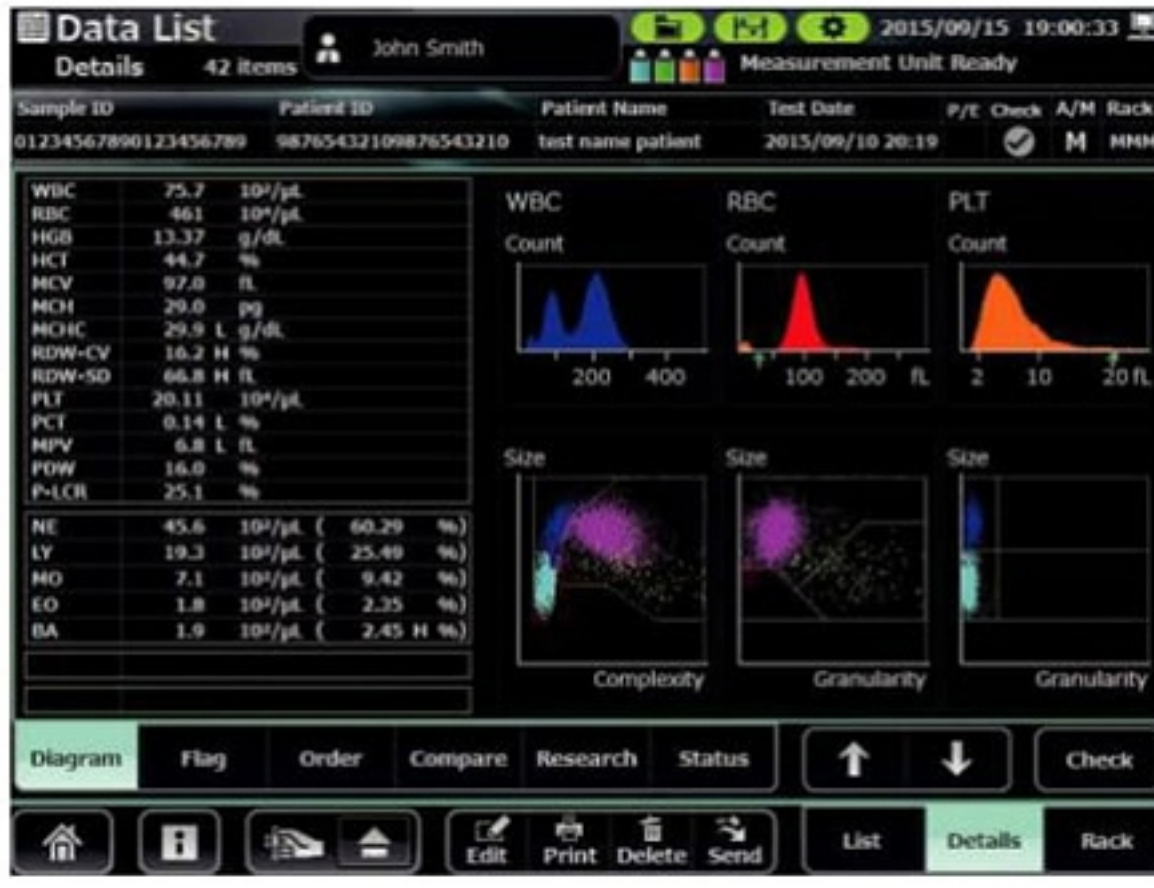 Data List
Details 42 items
John Smith
2015/09/15 19:00:33
Measurement Unit Ready
Sample ID Patient ID Patient Name Test Date P/E Check A/M Rack
01234567890123456789 98765432109876543210 test name patient 2015/09/10 20:19 M MMM
WBC 75.7 10²/µL
RBC 461 10⁴/µL
HGB 13.37 g/dL
HCT 44.7 %
MCV 97.0 fL
MCH 29.0 pg
MCHC 29.9 L g/dL
RDW-CV 16.2 H %
RDW-SD 66.8 H fL
PLT 20.11 10⁴/µL
PCT 0.14 L %
MPV 6.8 L fL
PDW 16.0 %
P-LCR 25.1 %
NE 45.6 10²/µL ( 60.29 %)
LY 19.3 10²/µL ( 25.49 %)
MO 7.1 10²/µL ( 9.42 %)
EO 1.8 10²/µL ( 2.35 %)
BA 1.9 10²/µL ( 2.45 H %)
WBC RBC PLT
Count Count Count
200 400 100 200 fL 2 10 20 fL
Size Size Size
Complexity Granularity Granularity
Diagram Flag Order Compare Research Status Check
Edit Print Delete Send List Details Rack